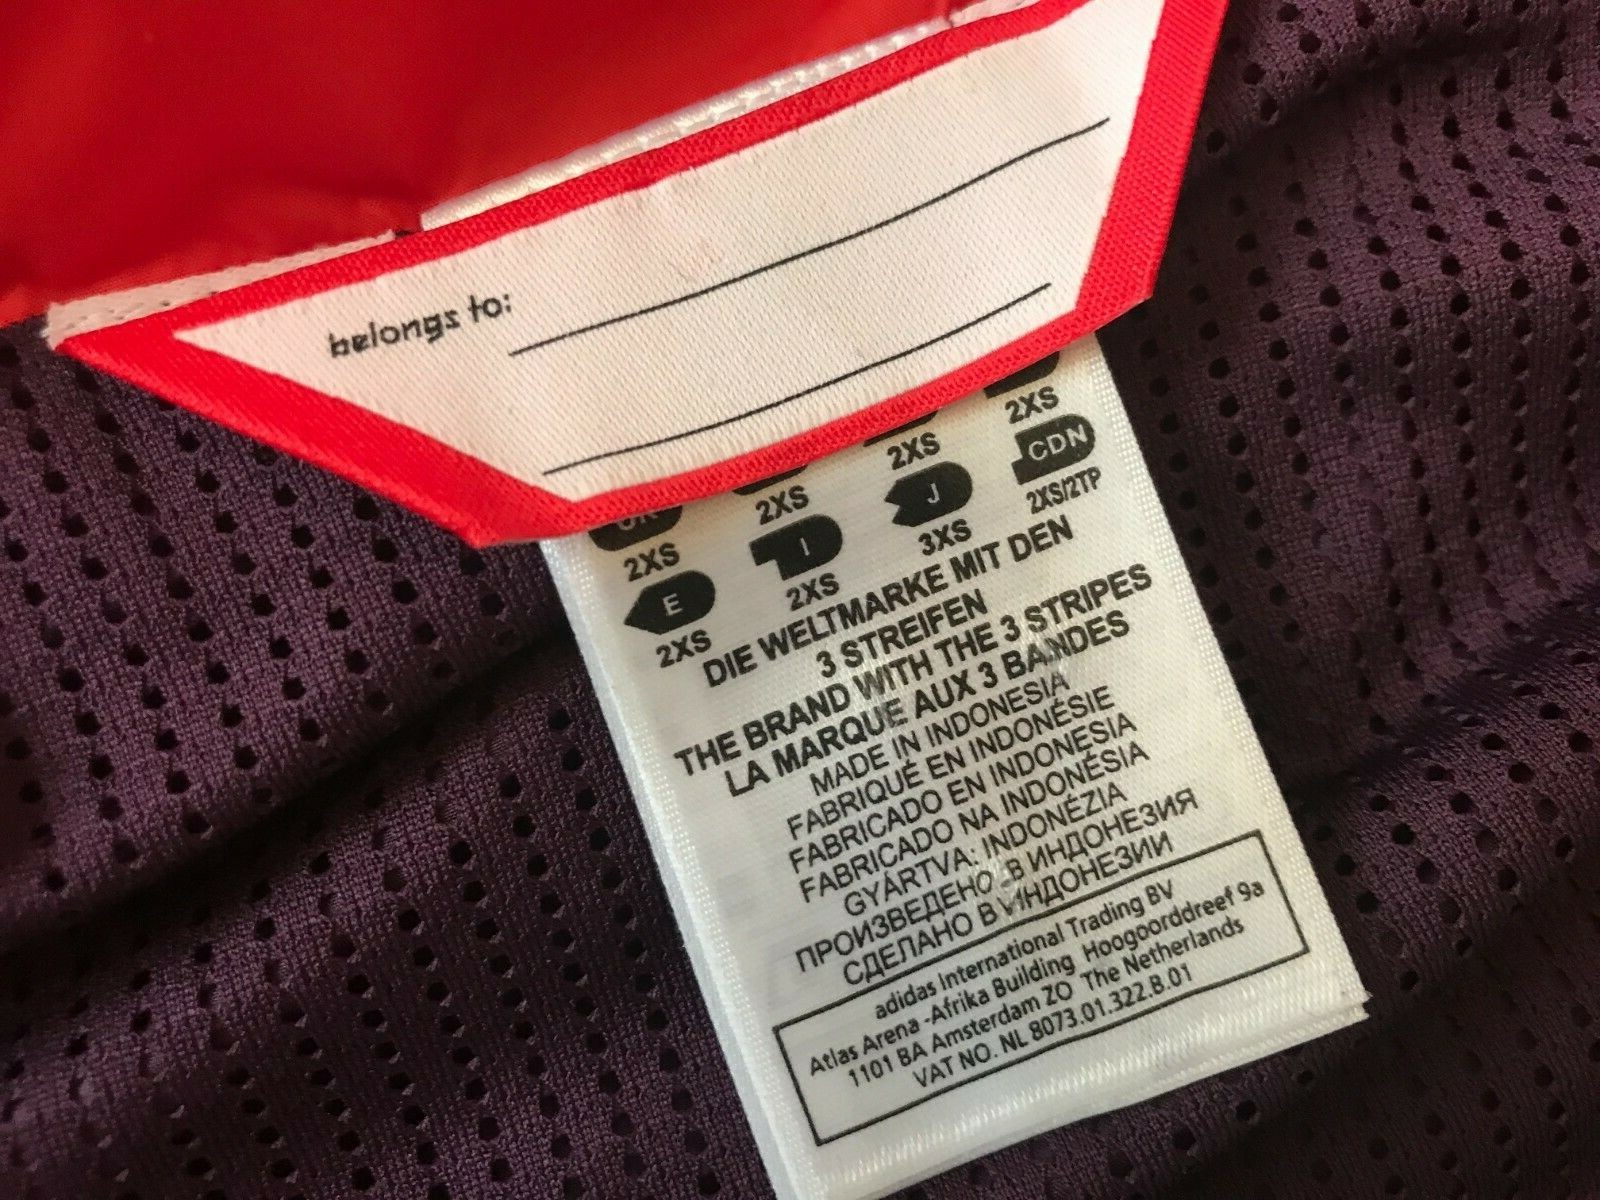 belongs to:
2XS
2XS
2XS
2XS
E I J CDN
2XS 2XS 3XS 2XS/2TP
DIE WELTMARKE MIT DEN
3 STREIFEN
THE BRAND WITH THE 3 STRIPES
LA MARQUE AUX 3 BANDES
MADE IN INDONESIA
FABRIQUÉ EN INDONÉSIE
FABRICADO EN INDONESIA
FABRICADO NA INDONÉSIA
GYÁRTVA: INDONÉZIA
ПРОИЗВЕДЕНО В ИНДОНЕЗИЯ
СДЕЛАНО В ИНДОНЕЗИИ
adidas International Trading BV
Atlas Arena -Afrika Building Hoogoorddreef 9a
1101 BA Amsterdam ZO The Netherlands
VAT NO. NL 8073.01.322.B.01